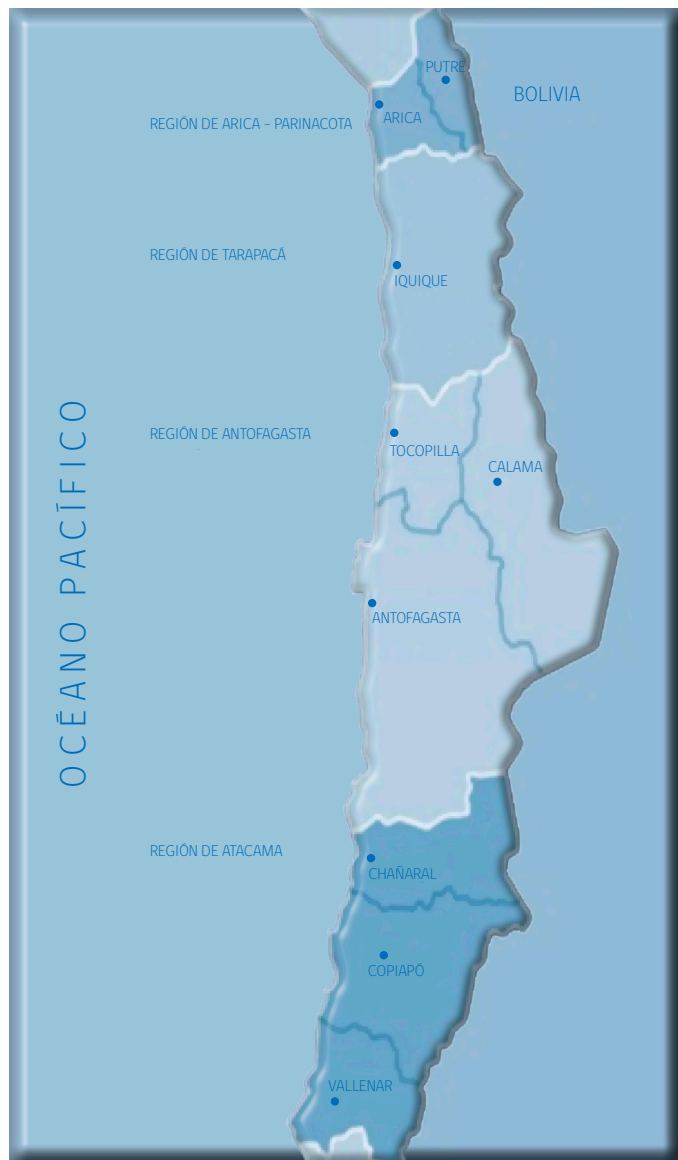 PUTRE
BOLIVIA
ARICA
REGIÓN DE ARICA - PARINACOTA
REGIÓN DE TARAPACÁ
IQUIQUE
OCÉANO PACÍFICO
REGIÓN DE ANTOFAGASTA
TOCOPILLA
CALAMA
ANTOFAGASTA
REGIÓN DE ATACAMA
CHAÑARAL
COPIAPÓ
VALLENAR